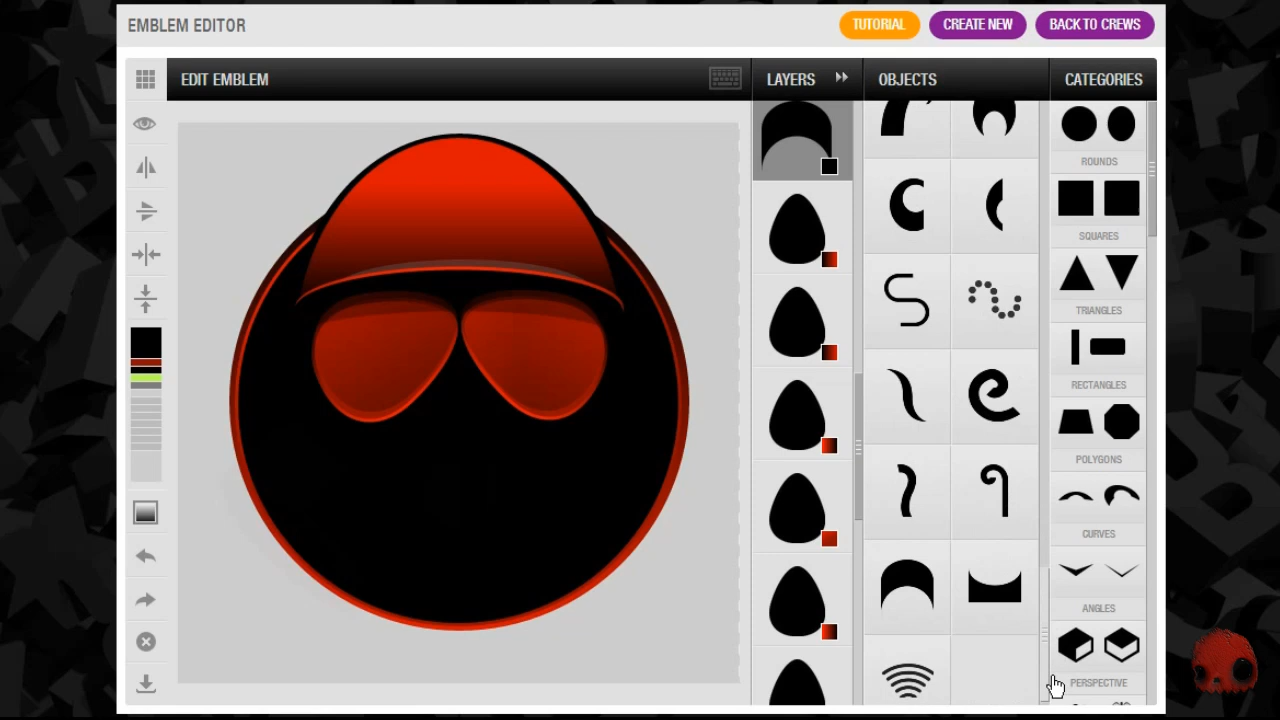 EMBLEM EDITOR
TUTORIAL
CREATE NEW
BACK TO CREWS
EDIT EMBLEM
LAYERS
OBJECTS
CATEGORIES
ROUNDS
SQUARES
TRIANGLES
RECTANGLES
POLYGONS
CURVES
ANGLES
PERSPECTIVE